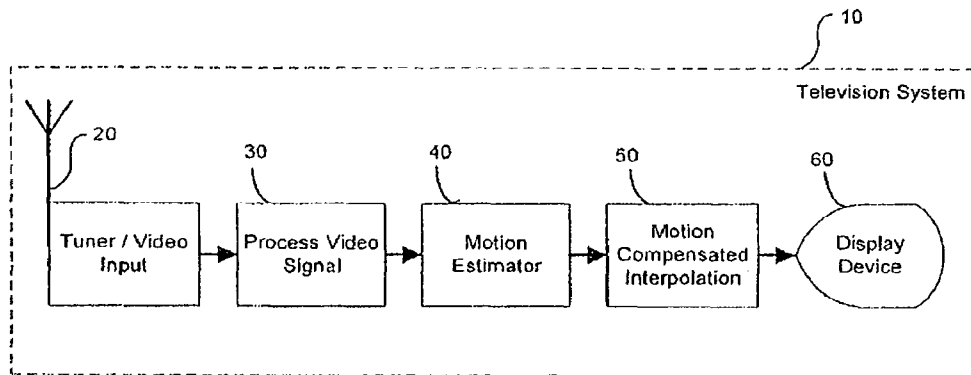 10
Television System
20
30
40
50
60
Tuner / Video
Input
Process Video
Signal
Motion
Estimator
Motion
Compensated
Interpolation
Display
Device